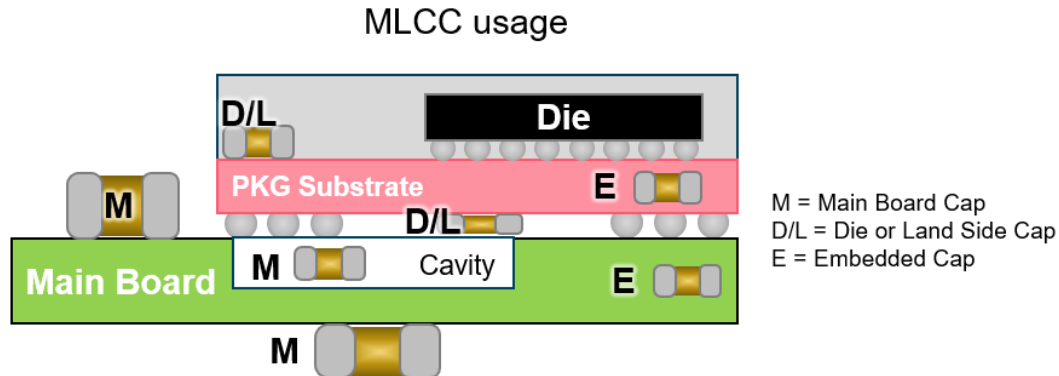 MLCC usage
D/L
Die
PKG Substrate
E
M
D/L
M = Main Board Cap
D/L = Die or Land Side Cap
E = Embedded Cap
Main Board
M
Cavity
E
M